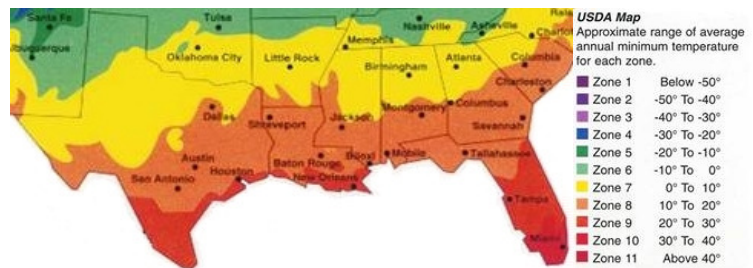 Santa Fe
Tulsa
Nashville
Asheville
Rale
Charlot
lbuquerque
Oklahoma City
Memphis
Little Rock
Birmingham
Atlanta
Columbia
Charleston
Dallas
Shreveport
Jackson
Montgomery
Columbus
Savannah
Austin
San Antonio
Houston
Baton Rouge
Biloxi
Mobile
Tallahassee
New Orleans
Tampa
Miami
USDA Map
Approximate range of average
annual minimum temperature
for each zone.
Zone 1 Below -50°
Zone 2 -50° To -40°
Zone 3 -40° To -30°
Zone 4 -30° To -20°
Zone 5 -20° To -10°
Zone 6 -10° To 0°
Zone 7 0° To 10°
Zone 8 10° To 20°
Zone 9 20° To 30°
Zone 10 30° To 40°
Zone 11 Above 40°